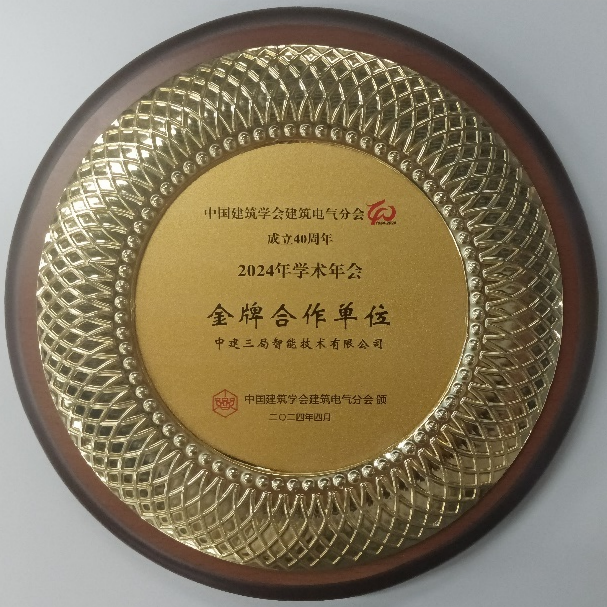 中国建筑学会建筑电气分会
成立40周年
2024年学术年会
金牌合作单位
中建三局智能技术有限公司
中国建筑学会建筑电气分会 颁
二〇二四年四月